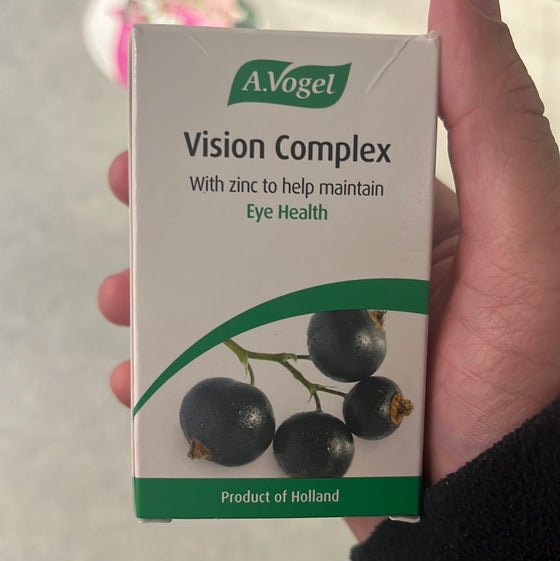 A.Vogel
Vision Complex
With zinc to help maintain
Eye Health
Product of Holland